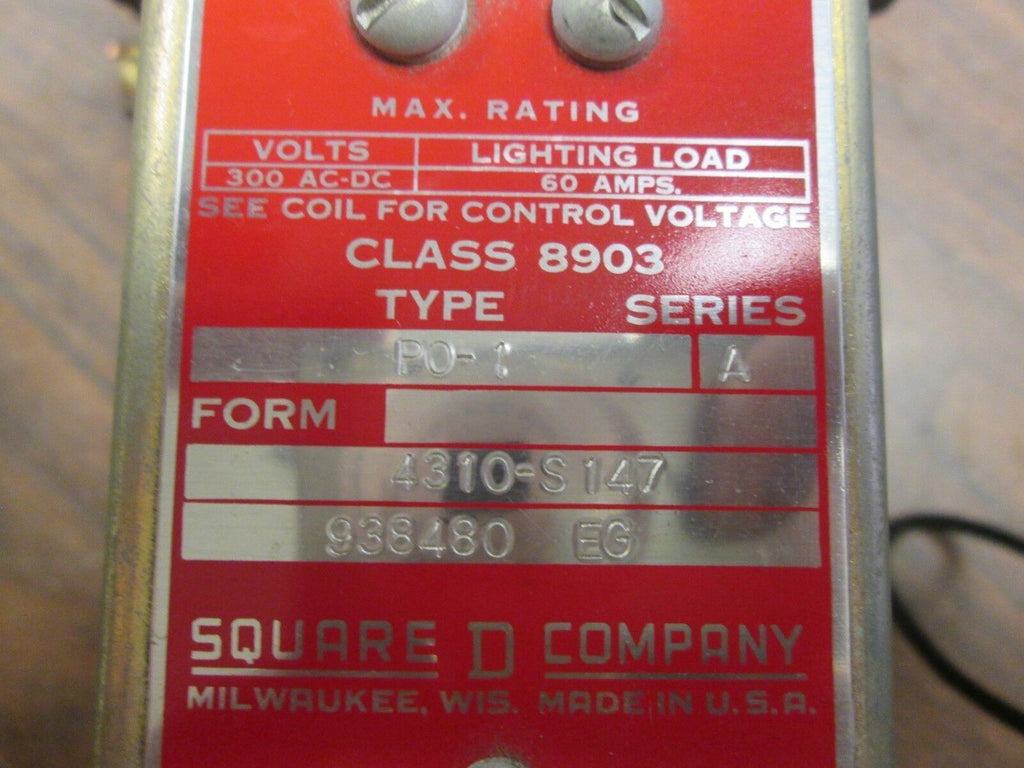 MAX. RATING
VOLTS LIGHTING LOAD
300 AC-DC 60 AMPS.
SEE COIL FOR CONTROL VOLTAGE
CLASS 8903
TYPE SERIES
PO-1 A
FORM
4310-S147
938480 EG
SQUARE D COMPANY
MILWAUKEE, WIS. MADE IN U.S.A.